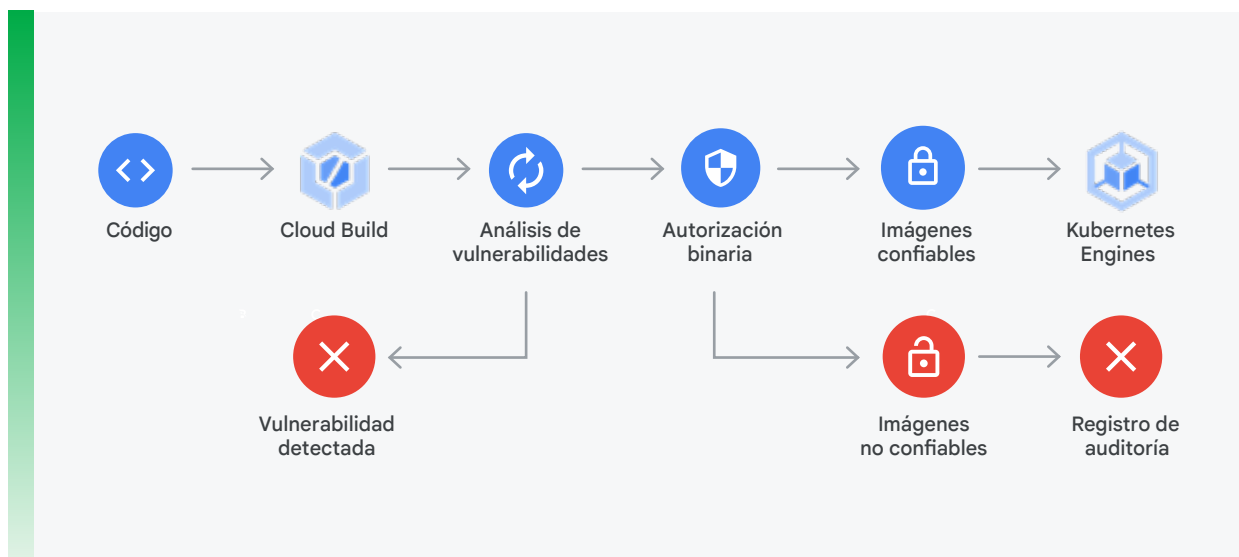 Código
Cloud Build
Análisis de
vulnerabilidades
Autorización
binaria
Imágenes
confiables
Kubernetes
Engines
Vulnerabilidad
detectada
Imágenes
no confiables
Registro de
auditoría